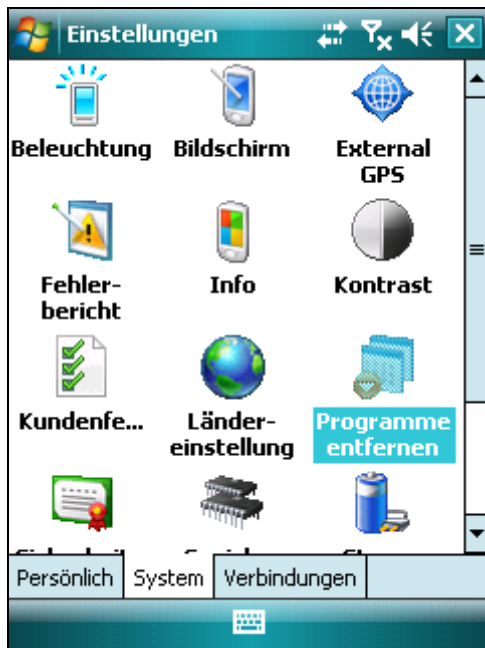 Einstellungen
Beleuchtung Bildschirm External
GPS
Fehler-
bericht
Info
Kontrast
Kundenfe...
Länder-
einstellung
Programme
entfernen
Persönlich System Verbindungen